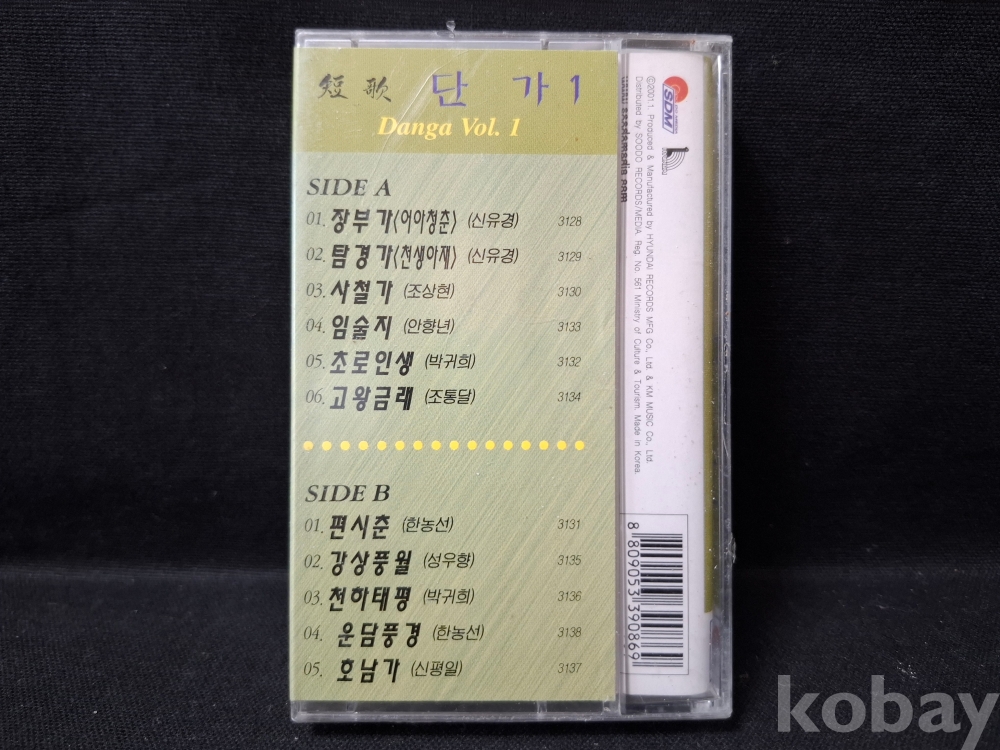 短歌 단 가 1
Danga Vol. 1
SIDE A
01. 장부가〈어아청춘〉 (신유경) 3128
02. 탐경가〈천생아재〉 (신유경) 3129
03. 사철가 (조상현) 3130
04. 임술지 (안향년) 3133
05. 초로인생 (박귀희) 3132
06. 고왕금래 (조통달) 3134
SIDE B
01. 편시춘 (한농선) 3131
02. 강상풍월 (성우향) 3135
03. 천하태평 (박귀희) 3136
04. 운담풍경 (한농선) 3138
05. 호남가 (신평일) 3137
SDM
ⓒ2001.1. Produced & Manufactured by HYUNDAI RECORDS MFG Co., Ltd. & KM MUSIC Co., Ltd.
Distributed by SOODO RECORDS/MEDIA. Reg. No. 561 Ministry of Culture & Tourism. Made in Korea.
8 809053 390869
kobay